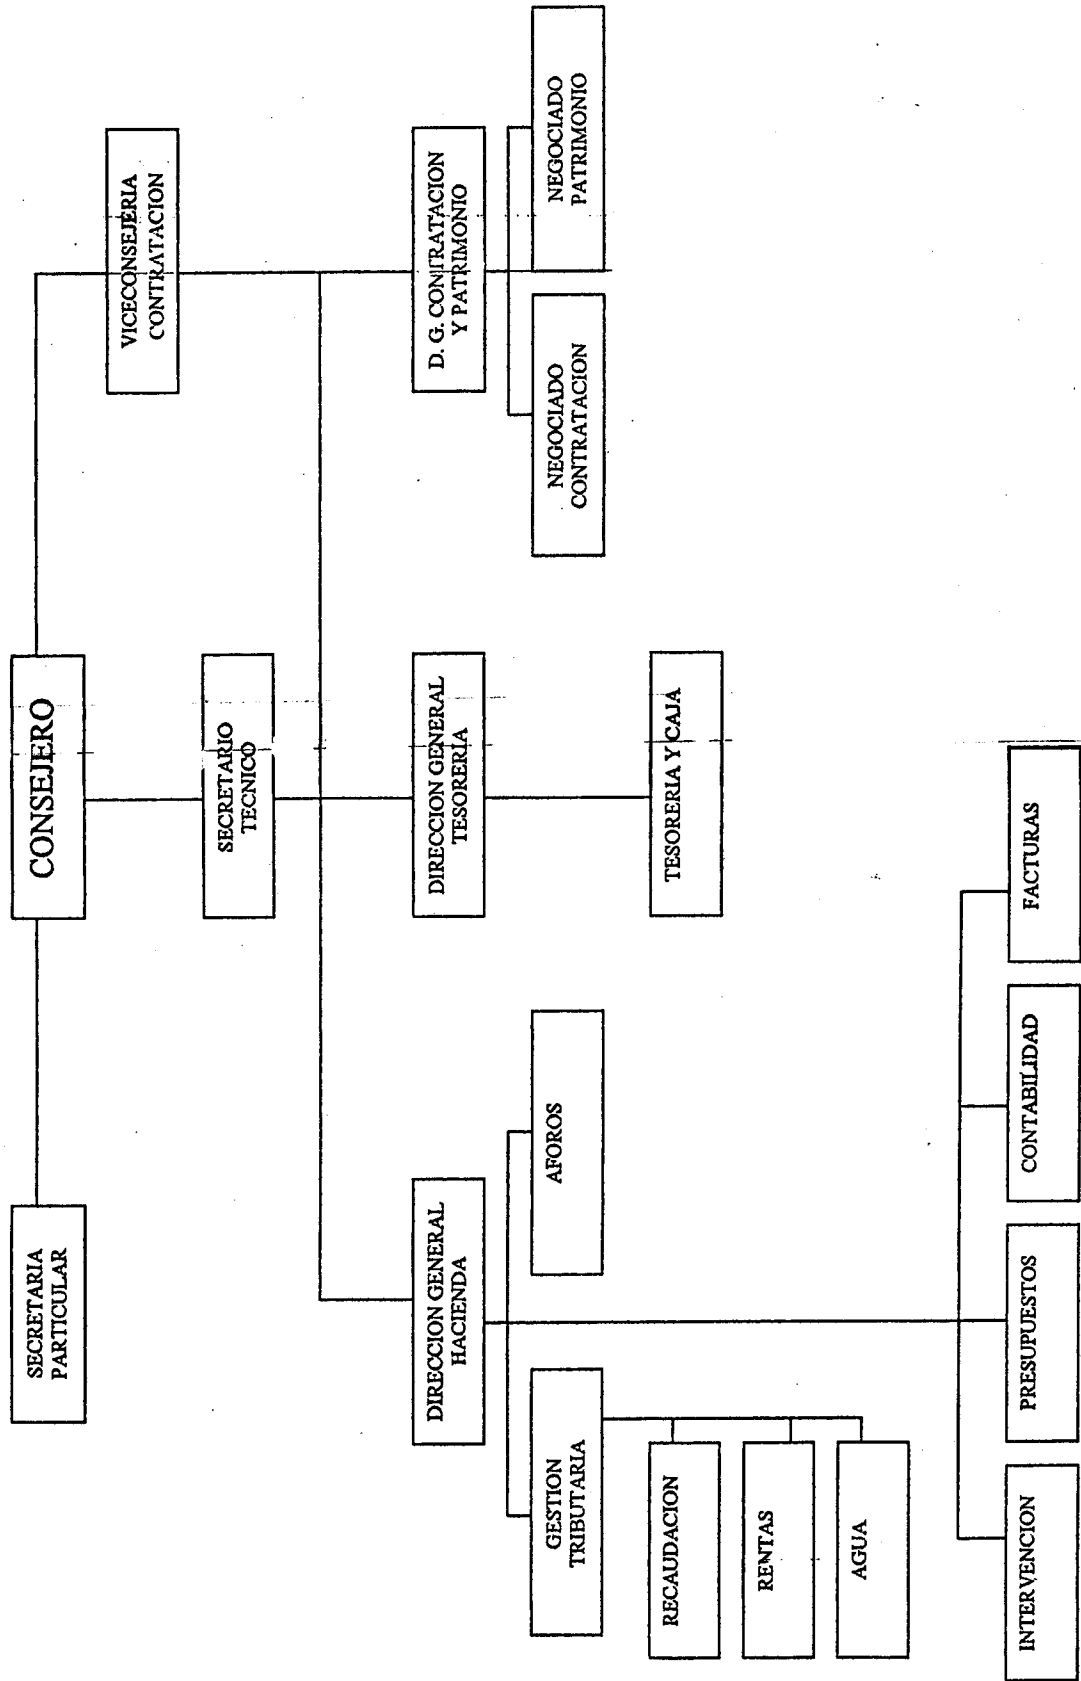 SECRETARIA
PARTICULAR
CONSEJERO
VICECONSEJERIA
CONTRATACION
SECRETARIO
TECNICO
DIRECCION GENERAL
HACIENDA
DIRECCION GENERAL
TESORERIA
D. G. CONTRATACION
Y PATRIMONIO
GESTION
TRIBUTARIA
AFOROS
NEGOCIADO
CONTRATACION
NEGOCIADO
PATRIMONIO
RECAUDACION
TESORERIA Y CAJA
RENTAS
AGUA
INTERVENCION
PRESUPUESTOS
CONTABILIDAD
FACTURAS